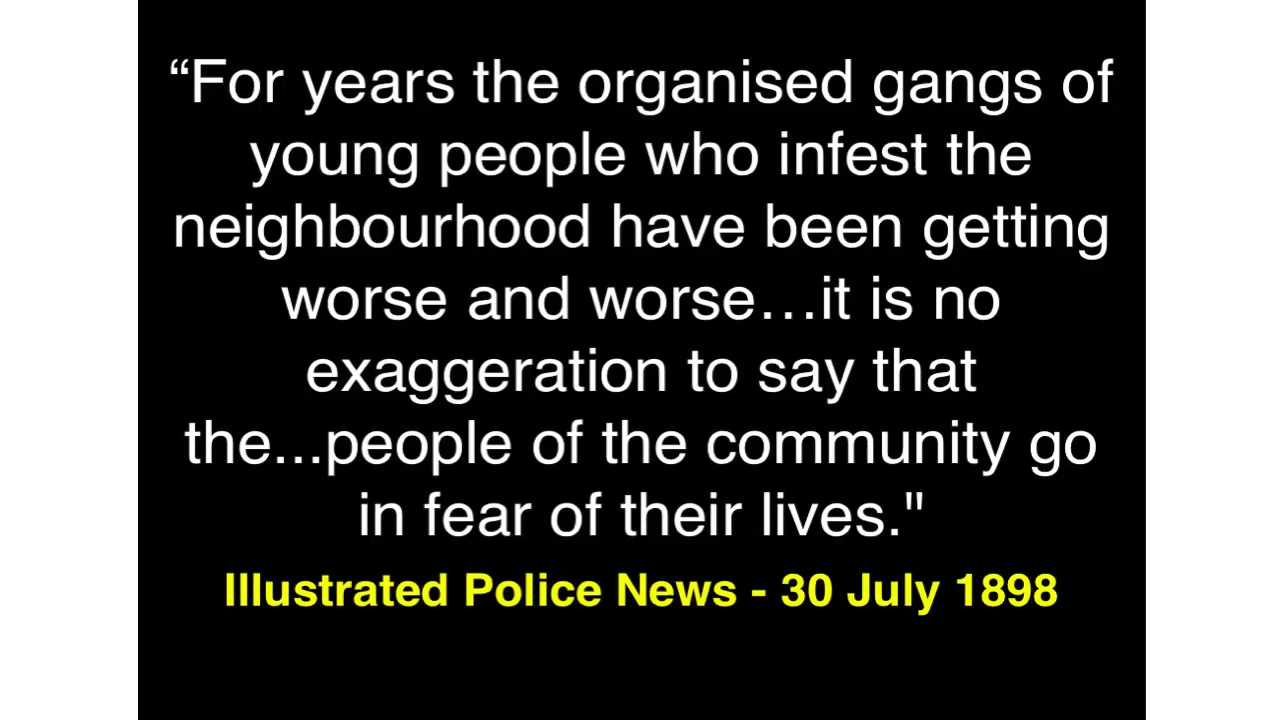 “For years the organised gangs of
young people who infest the
neighbourhood have been getting
worse and worse…it is no
exaggeration to say that
the...people of the community go
in fear of their lives."
Illustrated Police News - 30 July 1898